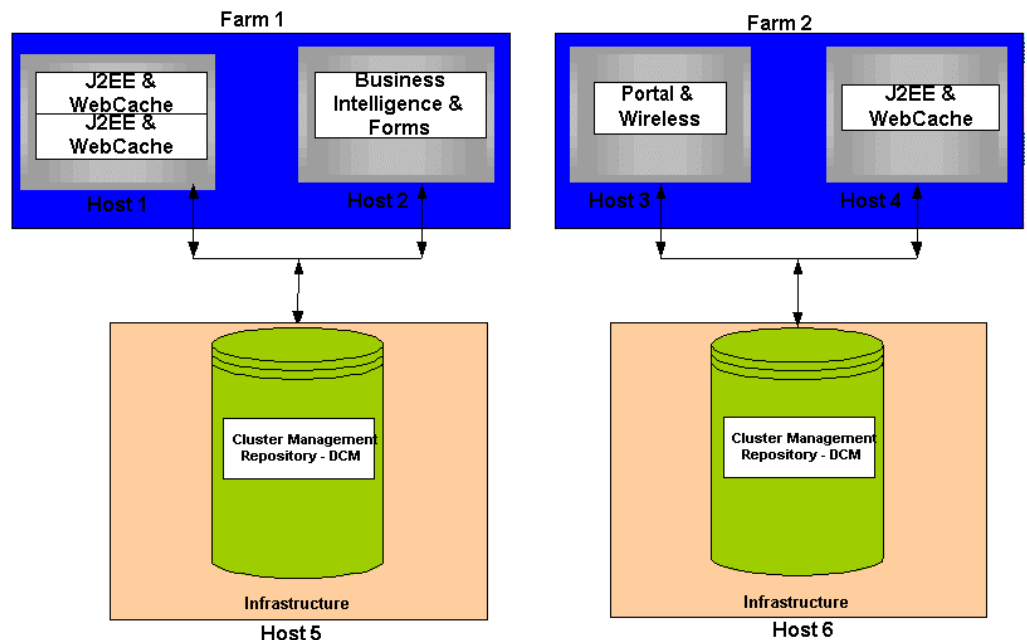 Farm 1
J2EE &
WebCache
J2EE &
WebCache
Host 1
Business
Intelligence &
Forms
Host 2
Farm 2
Portal &
Wireless
Host 3
J2EE &
WebCache
Host 4
Cluster Management
Repository - DCM
Infrastructure
Host 5
Cluster Management
Repository - DCM
Infrastructure
Host 6